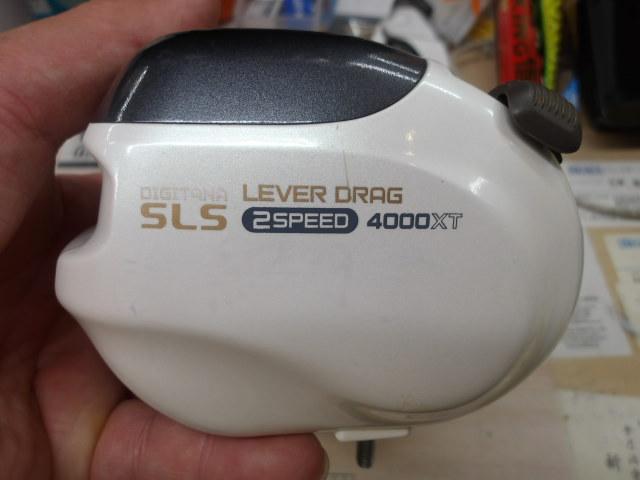 DIGITANA
SLS
LEVER DRAG
2SPEED 4000XT